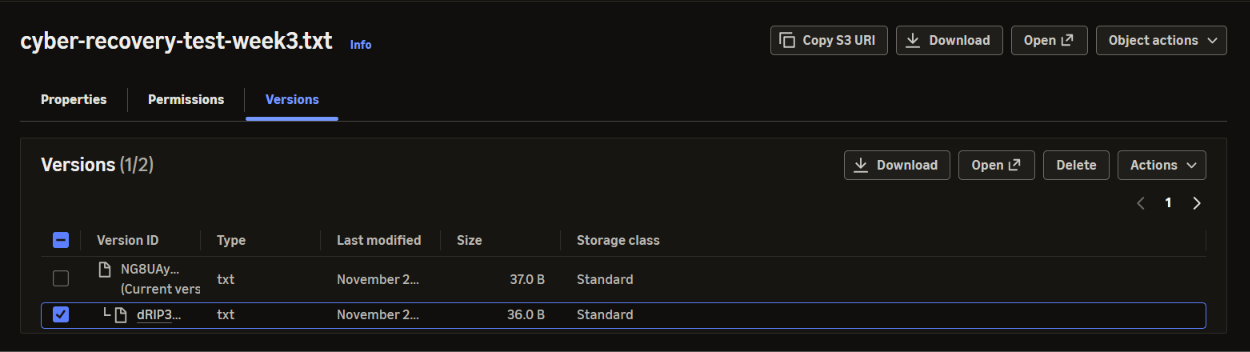 cyber-recovery-test-week3.txt Info Copy S3 URI Download Open Object actions
Properties Permissions Versions
Versions (1/2) Download Open Delete Actions
1
Version ID Type Last modified Size Storage class
NG8UAy... txt November 2... 37.0 B Standard
(Current vers
dRIP3... txt November 2... 36.0 B Standard